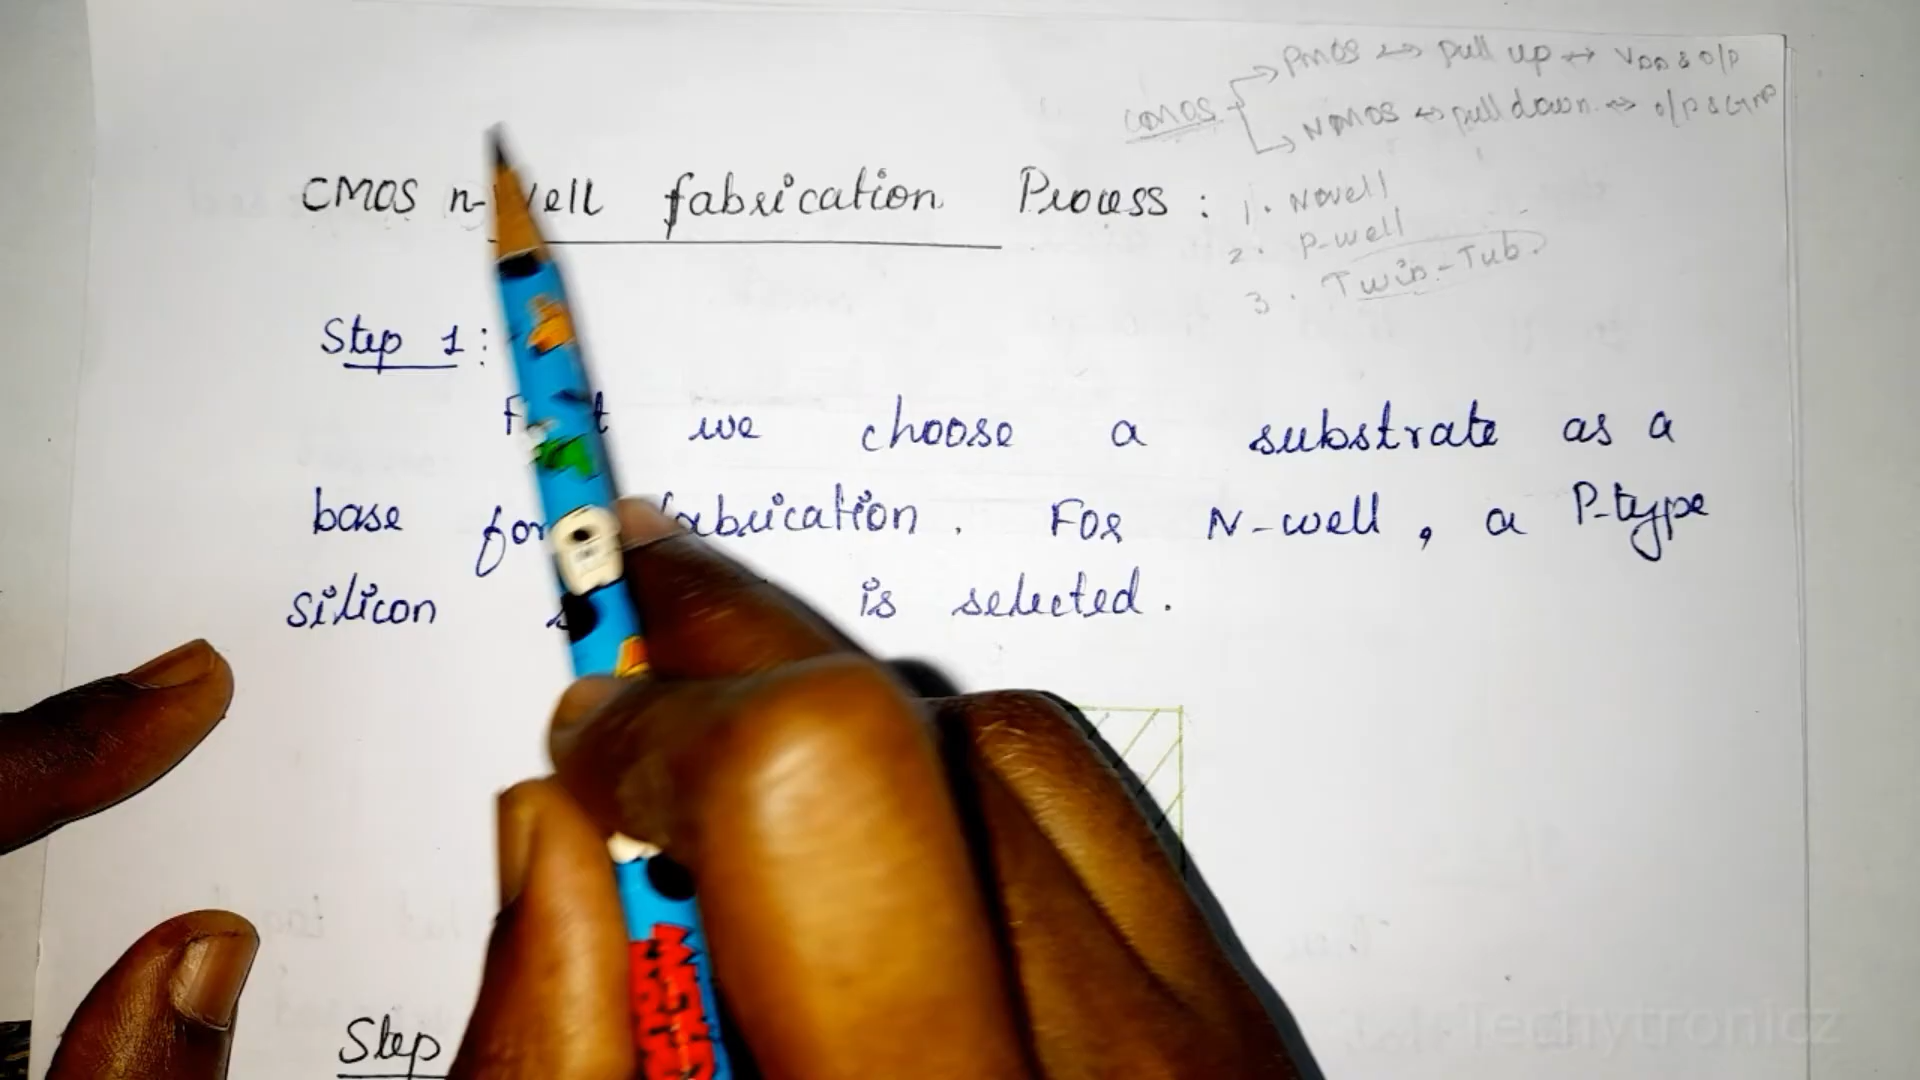 CMOS PMOS ↔ pull up ↔ VDD & O/P
NMOS ↔ pull down ↔ O/P & GND
CMOS n-well fabrication Process :
1. Nwell
2. P-well
3. Twin-Tub.
Step 1 :
we choose a substrate as a
base for fabrication. For N-well, a P-type
silicon is selected.
Step
Techytronicz